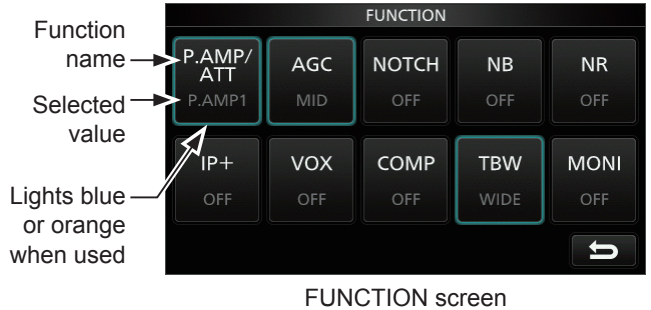 FUNCTION
Function
name
P.AMP/
ATT
AGC
NOTCH
NB
NR
Selected
value
P.AMP1
MID
OFF
OFF
OFF
Lights blue
or orange
when used
IP+
VOX
COMP
TBW
MONI
OFF
OFF
OFF
WIDE
OFF
FUNCTION screen